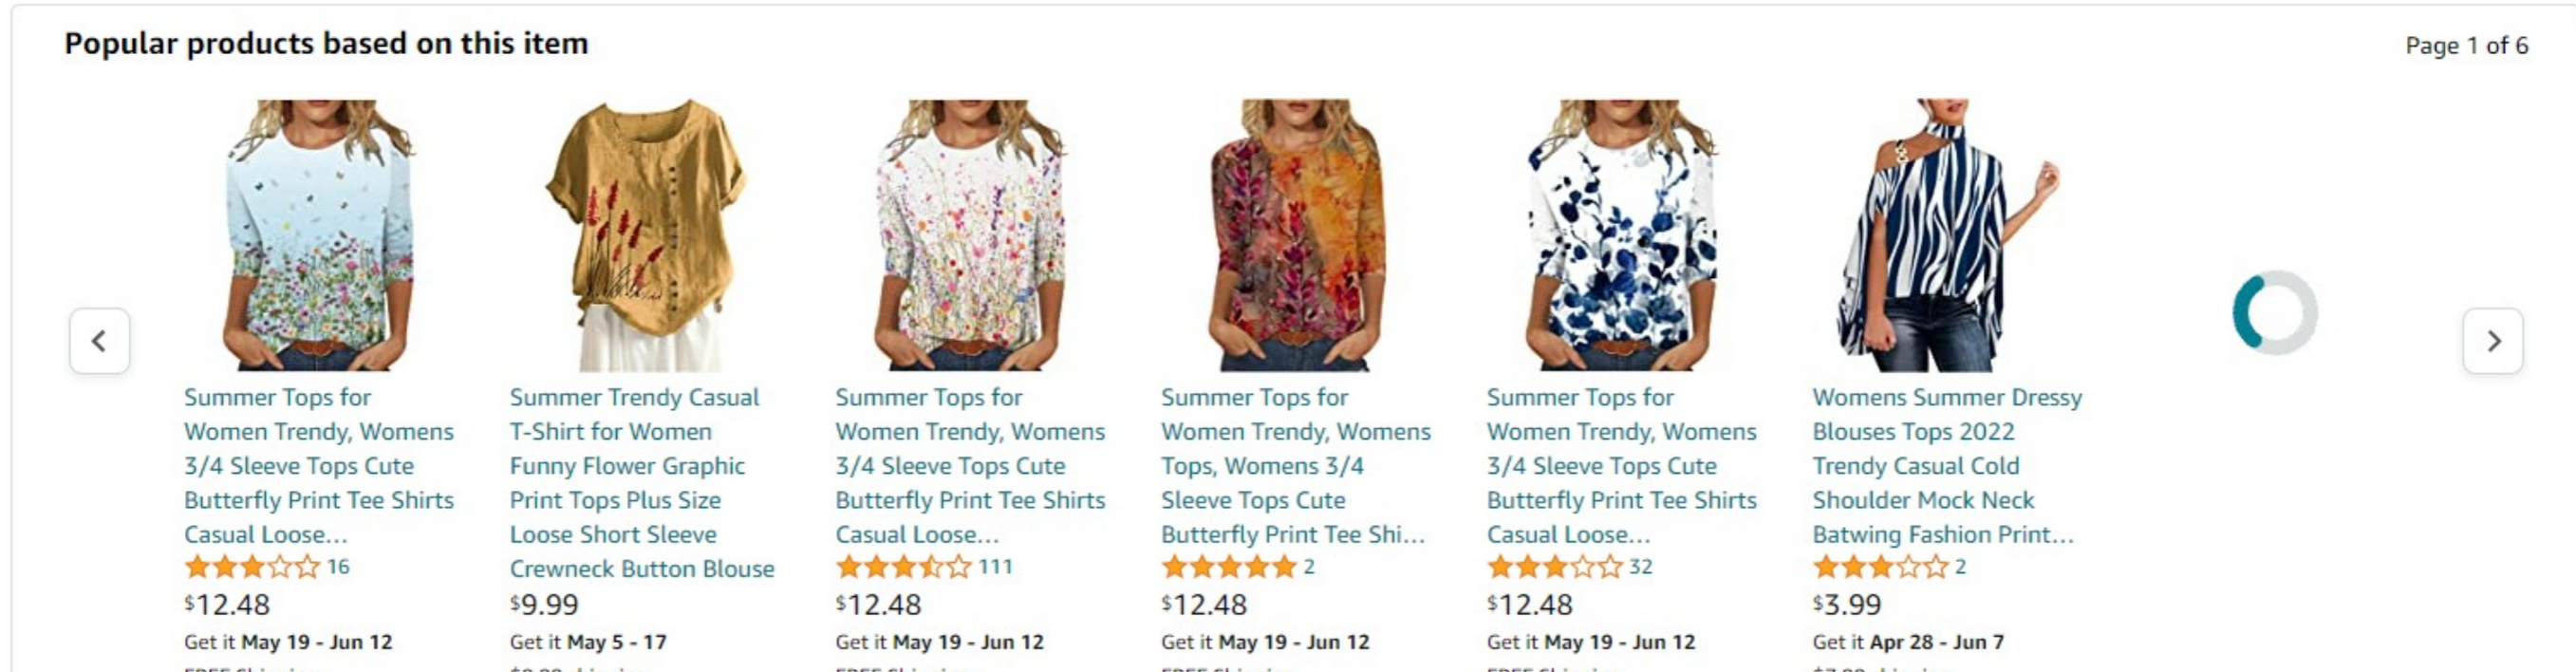 Popular products based on this item
Page 1 of 6
Summer Tops for
Women Trendy, Womens
3/4 Sleeve Tops Cute
Butterfly Print Tee Shirts
Casual Loose...
16
$12.48
Get it May 19 - Jun 12
Summer Trendy Casual
T-Shirt for Women
Funny Flower Graphic
Print Tops Plus Size
Loose Short Sleeve
Crewneck Button Blouse
$9.99
Get it May 5 - 17
Summer Tops for
Women Trendy, Womens
3/4 Sleeve Tops Cute
Butterfly Print Tee Shirts
Casual Loose...
111
$12.48
Get it May 19 - Jun 12
Summer Tops for
Women Trendy, Womens
Tops, Womens 3/4
Sleeve Tops Cute
Butterfly Print Tee Shi...
2
$12.48
Get it May 19 - Jun 12
Summer Tops for
Women Trendy, Womens
3/4 Sleeve Tops Cute
Butterfly Print Tee Shirts
Casual Loose...
32
$12.48
Get it May 19 - Jun 12
Womens Summer Dressy
Blouses Tops 2022
Trendy Casual Cold
Shoulder Mock Neck
Batwing Fashion Print...
2
$3.99
Get it Apr 28 - Jun 7